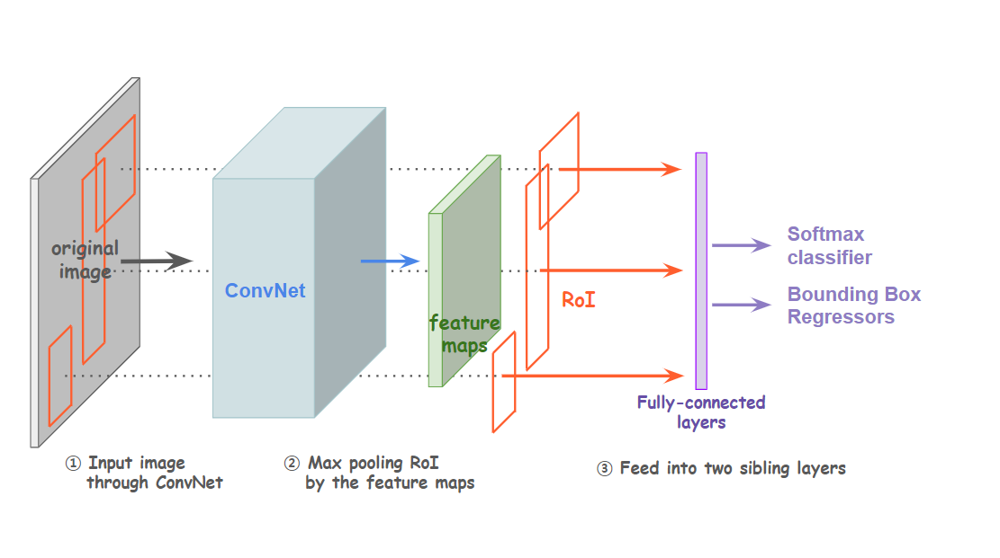 original
image
ConvNet
feature
maps
RoI
Softmax
classifier
Bounding Box
Regressors
Fully-connected
layers
① Input image
through ConvNet
② Max pooling RoI
by the feature maps
③ Feed into two sibling layers